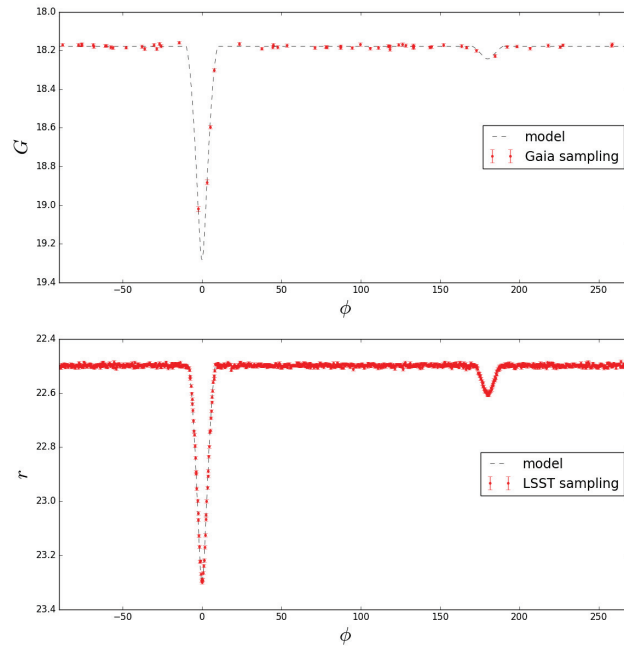 18.0
18.2
18.4
18.6
18.8
19.0
19.2
19.4
G
model
Gaia sampling
−50 0 50 100 150 200 250
ϕ
22.4
22.6
22.8
23.0
23.2
23.4
r
model
LSST sampling
−50 0 50 100 150 200 250
ϕ